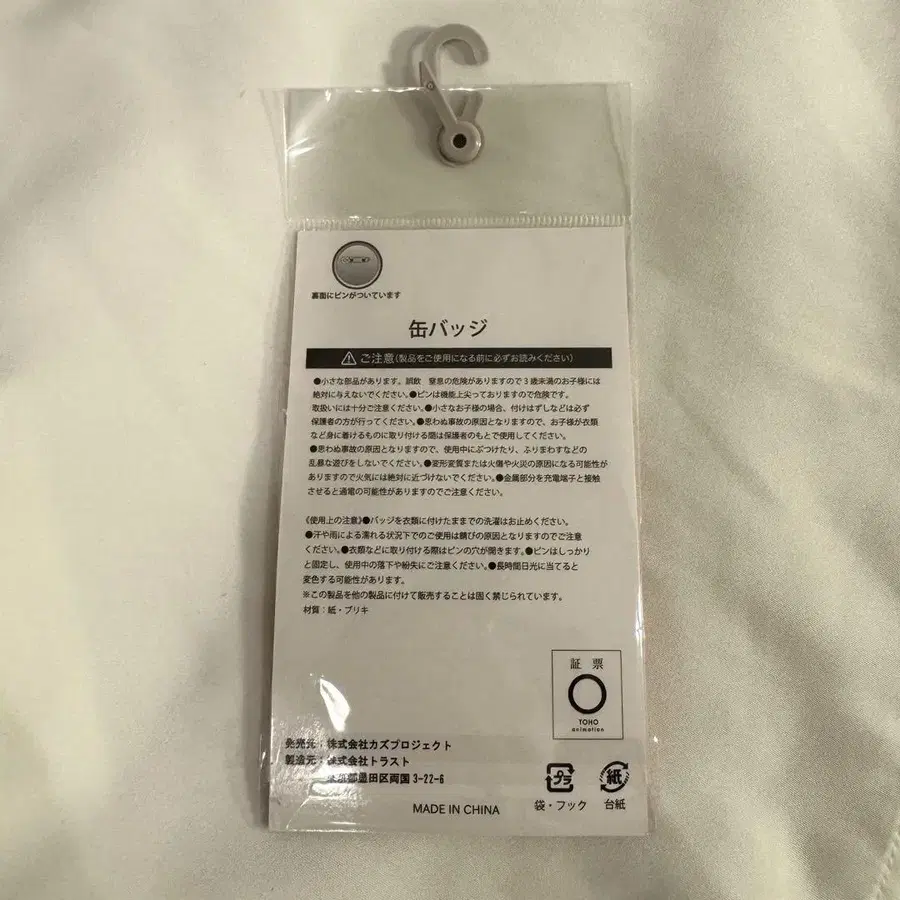 裏面にピンがついています
缶バッジ
ご注意(製品をご使用になる前に必ずお読みください)
●小さな部品があります。誤飲 窒息の危険がありますので3歳未満のお子様には
絶対に与えないでください。●ピンは機能上尖っておりますので危険です。
取扱いには十分ご注意ください。●小さなお子様の場合、付けはずしなどは必ず
保護者の方が行ってください。●思わぬ事故の原因となりますので、お子様が衣類
など身に着けるものに取り付ける間は保護者のもとで使用してください。
●思わぬ事故の原因となりますので、使用中にぶつけたり、ふりまわすなどの
乱暴な遊びをしないでください。●変形変質または火傷や火災の原因になる可能性が
ありますので火気には絶対に近づけないでください。●金属部分を充電端子と接触
させると通電の可能性がありますのでご注意ください。
《使用上の注意》●バッジを衣類に付けたままでの洗濯はお止めください。
●汗や雨による濡れる状況下でのご使用は錆びの原因となりますのでご注意
ください。●衣類などに取り付ける際はピンの穴が開きます。●ピンはしっかり
と固定し、使用中の落下や紛失にご注意ください。●長時間日光に当てると
変色する可能性があります。
※この製品を他の製品に付けて販売することは固く禁じられています。
材質:紙・ブリキ
証 票
TOHO
animation
発売元:株式会社カズプロジェクト
製造元:株式会社トラスト
東京都墨田区両国3-22-6
プラ
紙
袋・フック
台紙
MADE IN CHINA